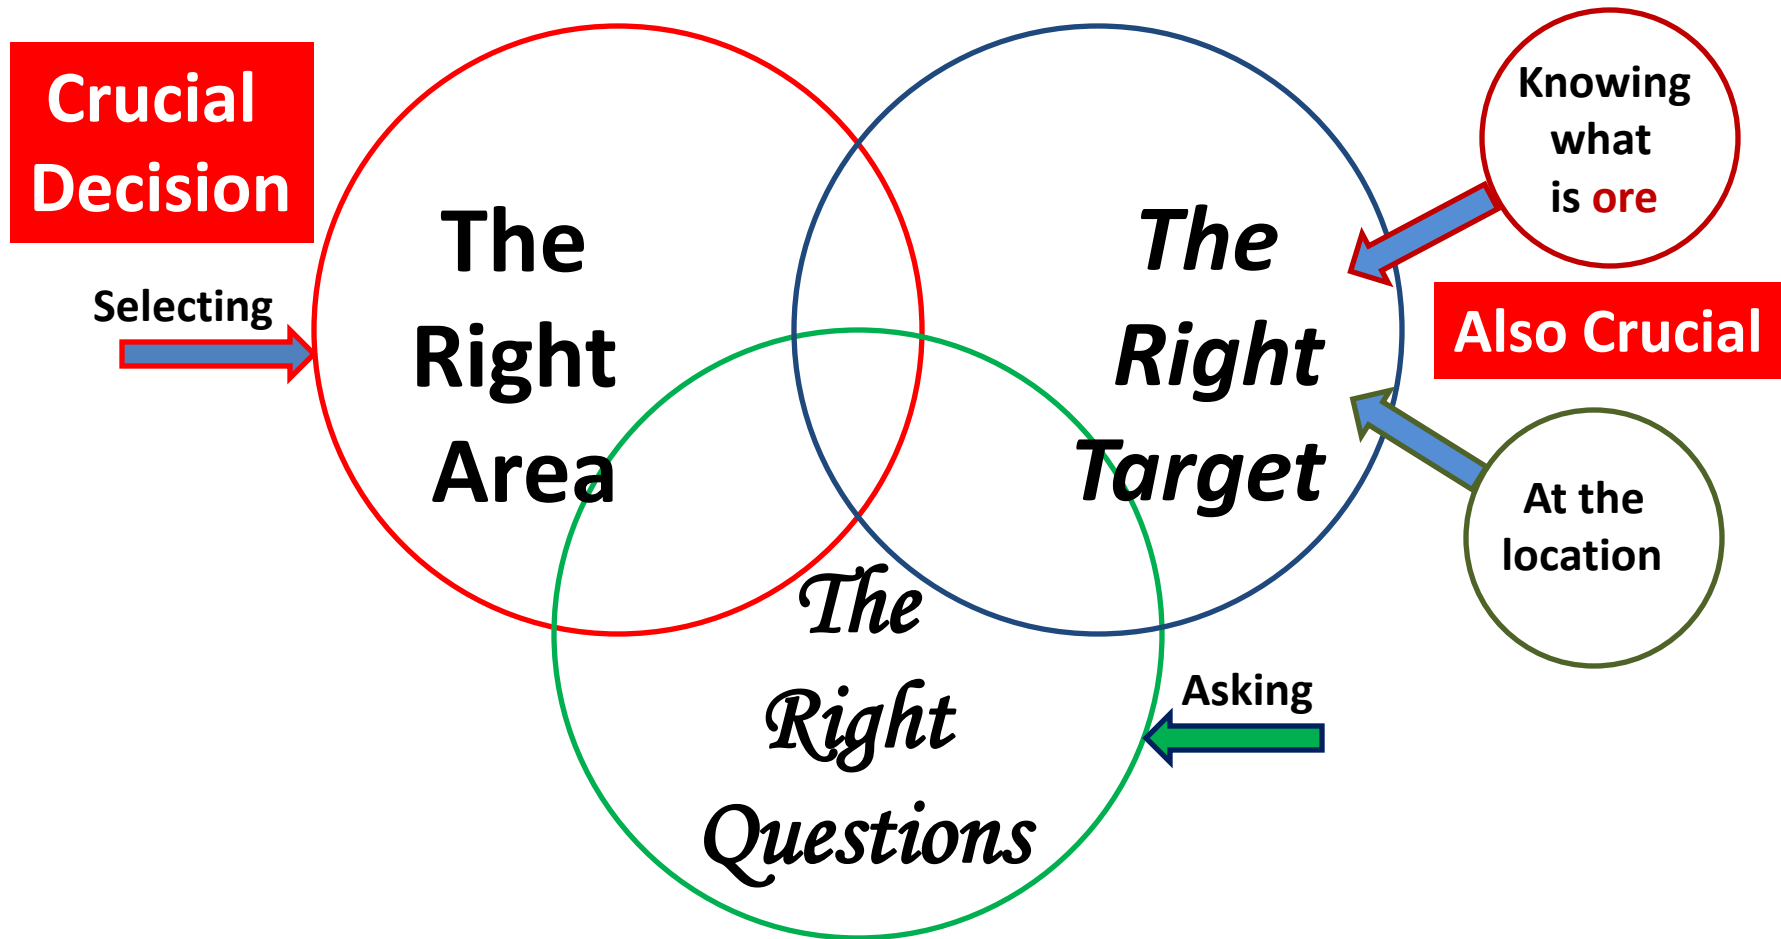 Crucial
Decision
Selecting
The
Right
Area
The
Right
Target
Knowing
what
is ore
Also Crucial
At the
location
The
Right
Questions
Asking